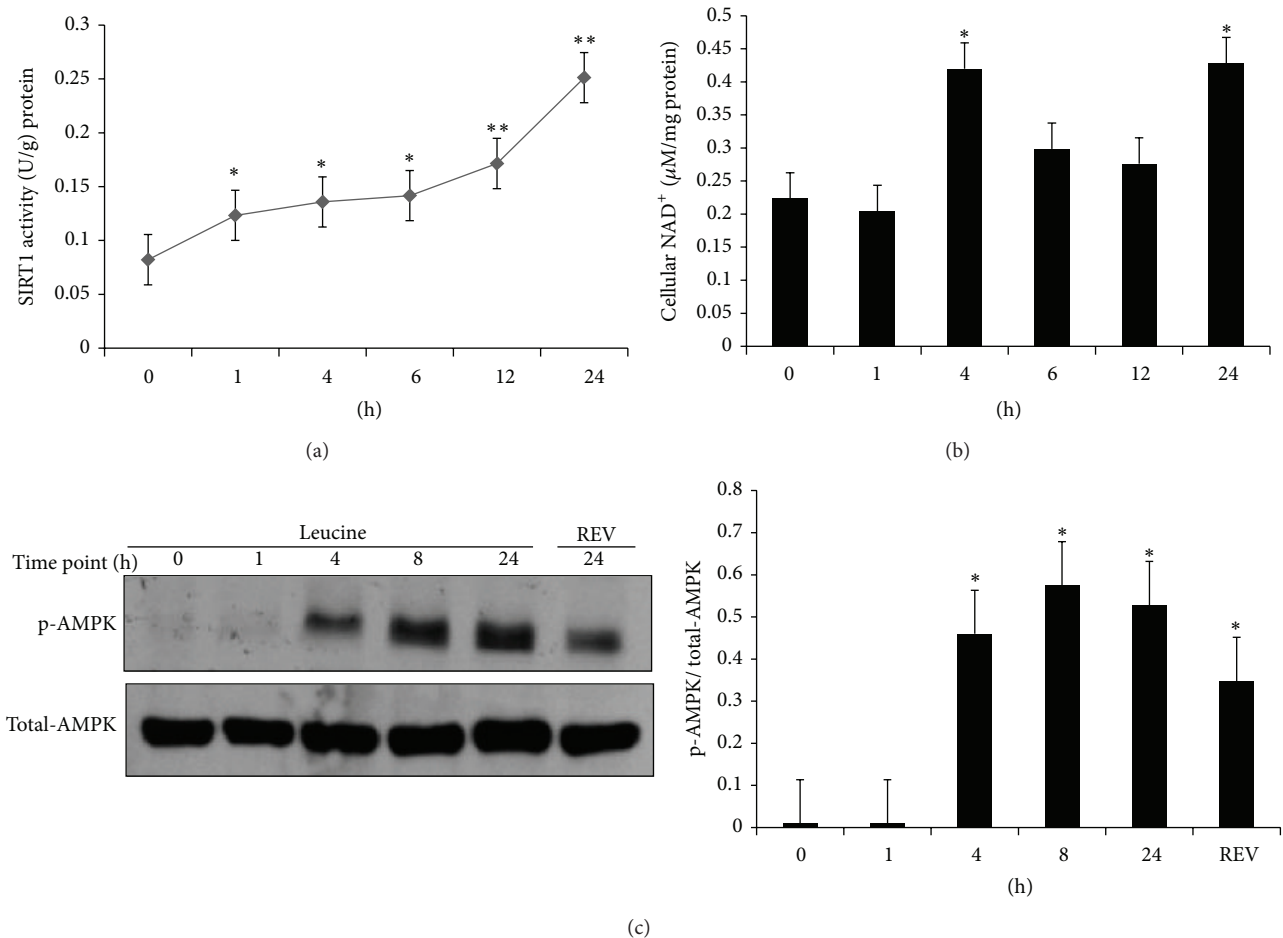 SIRT1 activity (U/g) protein
0.3
0.25
0.2
0.15
0.1
0.05
0
*
*
*
**
**
0 1 4 6 12 24
(h)
(a)
Cellular NAD⁺ (µM/mg protein)
0.5
0.45
0.4
0.35
0.3
0.25
0.2
0.15
0.1
0.05
0
*
*
0 1 4 6 12 24
(h)
(b)
Leucine REV
Time point (h) 0 1 4 8 24 24
p-AMPK
Total-AMPK
p-AMPK/ total-AMPK
0.8
0.7
0.6
0.5
0.4
0.3
0.2
0.1
0
*
*
*
*
0 1 4 8 24 REV
(h)
(c)